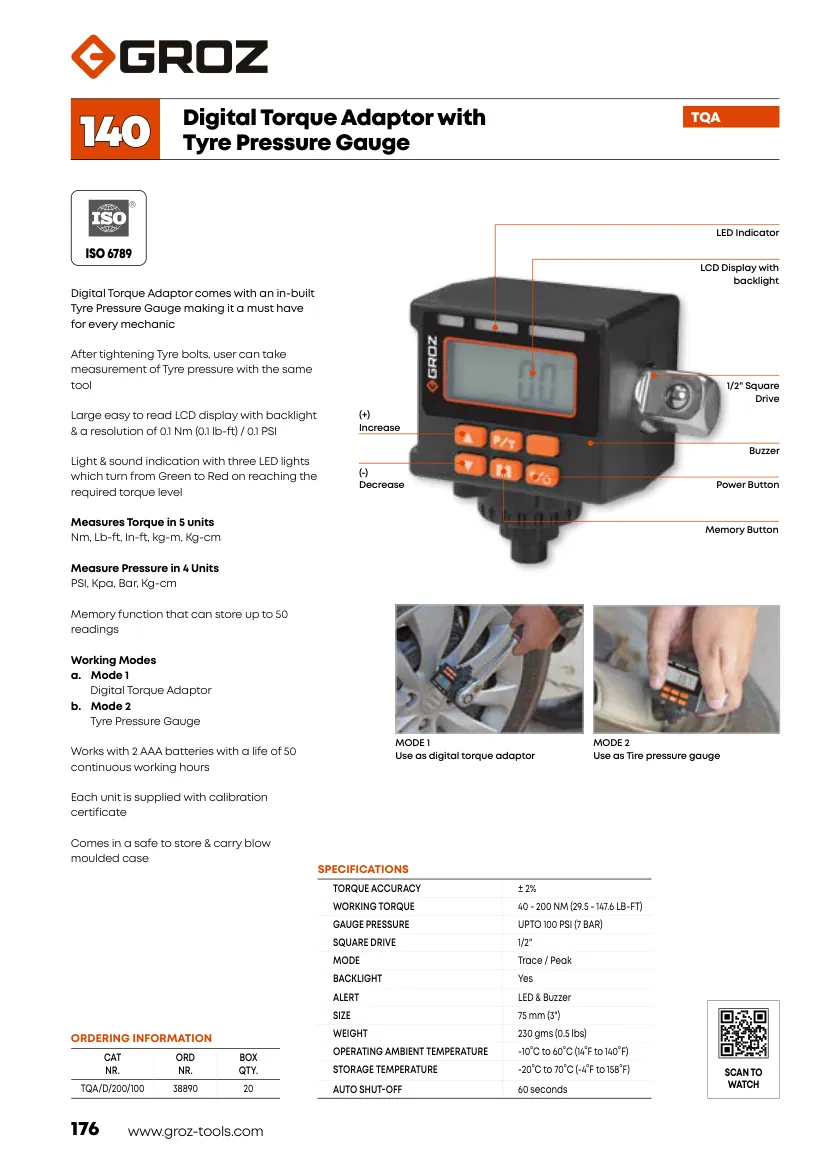 GROZ
140
Digital Torque Adaptor with
Tyre Pressure Gauge
TQA
ISO
®
ISO 6789
Digital Torque Adaptor comes with an in-built
Tyre Pressure Gauge making it a must have
for every mechanic
After tightening Tyre bolts, user can take
measurement of Tyre pressure with the same
tool
Large easy to read LCD display with backlight
& a resolution of 0.1 Nm (0.1 lb-ft) / 0.1 PSI
Light & sound indication with three LED lights
which turn from Green to Red on reaching the
required torque level
Measures Torque in 5 units
Nm, Lb-ft, In-ft, kg-m, Kg-cm
Measure Pressure in 4 Units
PSI, Kpa, Bar, Kg-cm
Memory function that can store up to 50
readings
Working Modes
a. Mode 1
Digital Torque Adaptor
b. Mode 2
Tyre Pressure Gauge
Works with 2 AAA batteries with a life of 50
continuous working hours
Each unit is supplied with calibration
certificate
Comes in a safe to store & carry blow
moulded case
LED Indicator
LCD Display with
backlight
1/2" Square
Drive
Buzzer
Power Button
Memory Button
(+)
Increase
(-)
Decrease
GROZ
0.0
P/T
MODE 1
Use as digital torque adaptor
MODE 2
Use as Tire pressure gauge
SPECIFICATIONS
TORQUE ACCURACY ± 2%
WORKING TORQUE 40 - 200 NM (29.5 - 147.6 LB-FT)
GAUGE PRESSURE UPTO 100 PSI (7 BAR)
SQUARE DRIVE 1/2"
MODE Trace / Peak
BACKLIGHT Yes
ALERT LED & Buzzer
SIZE 75 mm (3")
WEIGHT 230 gms (0.5 lbs)
OPERATING AMBIENT TEMPERATURE -10˚C to 60˚C (14˚F to 140˚F)
STORAGE TEMPERATURE -20˚C to 70˚C (-4˚F to 158˚F)
AUTO SHUT-OFF 60 seconds
ORDERING INFORMATION
CAT NR. ORD NR. BOX QTY.
TQA/D/200/100 38890 20
SCAN TO
WATCH
176 www.groz-tools.com